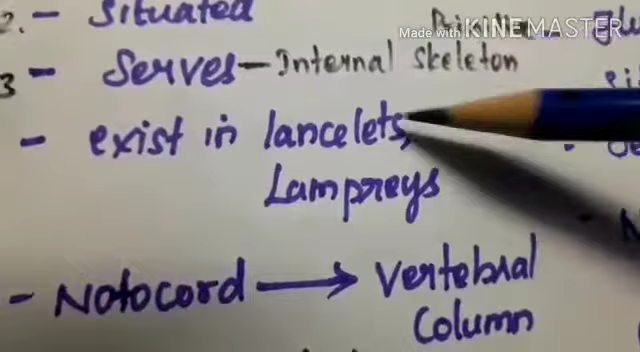 2. - Situated
Made with KINEMASTER
3 - Serves - Internal Skeleton
- exist in lancelets,
Lampreys
- Notocord → Vertebral
Column